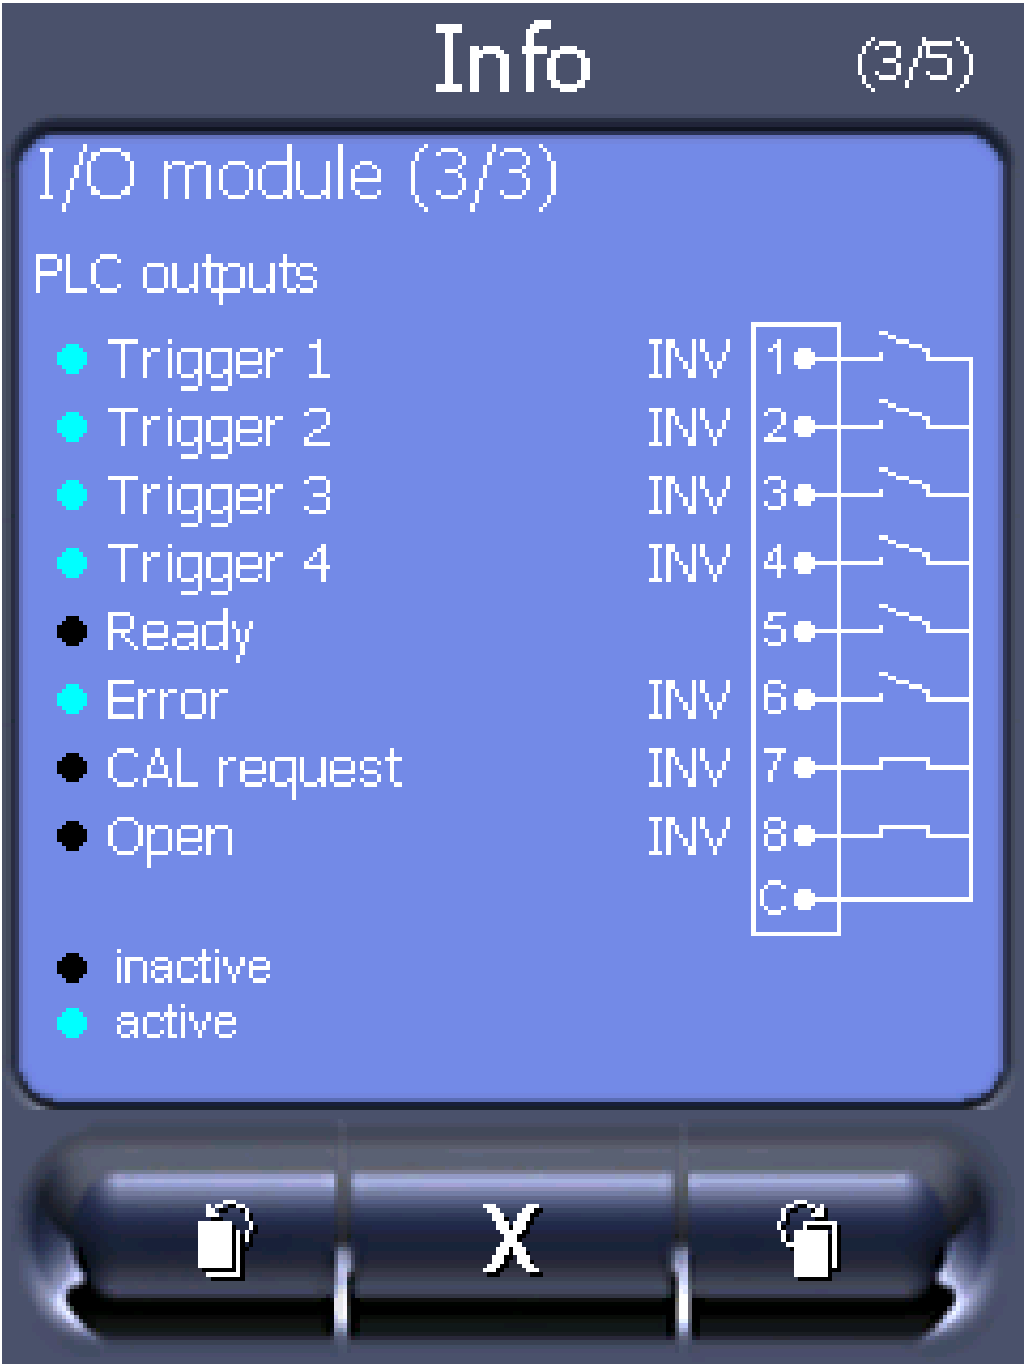 Info (3/5)
I/O module (3/3)
PLC outputs
Trigger 1 INV 1
Trigger 2 INV 2
Trigger 3 INV 3
Trigger 4 INV 4
Ready 5
Error INV 6
CAL request INV 7
Open INV 8
C
inactive
active
X